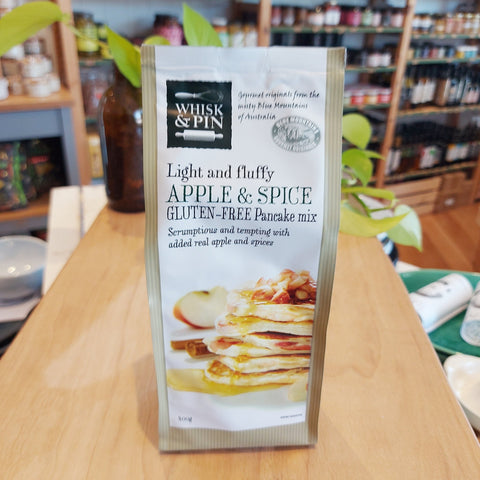 WHISK
& PIN
Gourmet originals from the
misty Blue Mountains
of Australia
Light and fluffy
APPLE & SPICE
GLUTEN-FREE Pancake mix
Scrumptious and tempting with
added real apple and spices